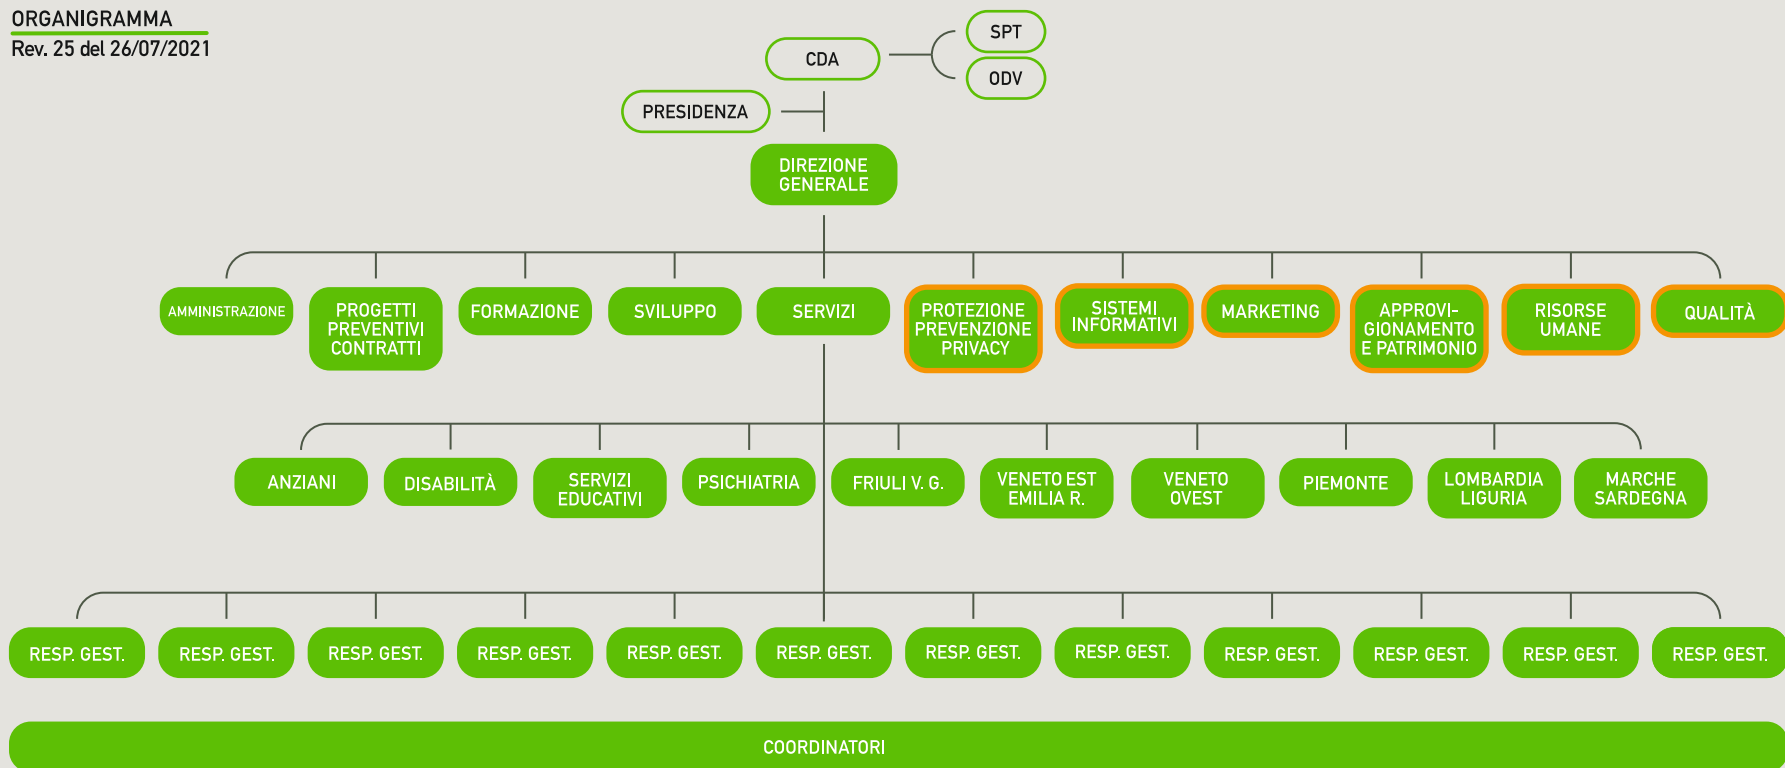 ORGANIGRAMMA
Rev. 25 del 26/07/2021
SPT
CDA
ODV
PRESIDENZA
DIREZIONE
GENERALE
AMMINISTRAZIONE
PROGETTI
PREVENTIVI
CONTRATTI
FORMAZIONE
SVILUPPO
SERVIZI
PROTEZIONE
PREVENZIONE
PRIVACY
SISTEMI
INFORMATIVI
MARKETING
APPROVI-
GIONAMENTO
E PATRIMONIO
RISORSE
UMANE
QUALITÀ
ANZIANI
DISABILITÀ
SERVIZI
EDUCATIVI
PSICHIATRIA
FRIULI V. G.
VENETO EST
EMILIA R.
VENETO
OVEST
PIEMONTE
LOMBARDIA
LIGURIA
MARCHE
SARDEGNA
RESP. GEST.
RESP. GEST.
RESP. GEST.
RESP. GEST.
RESP. GEST.
RESP. GEST.
RESP. GEST.
RESP. GEST.
RESP. GEST.
RESP. GEST.
RESP. GEST.
RESP. GEST.
COORDINATORI